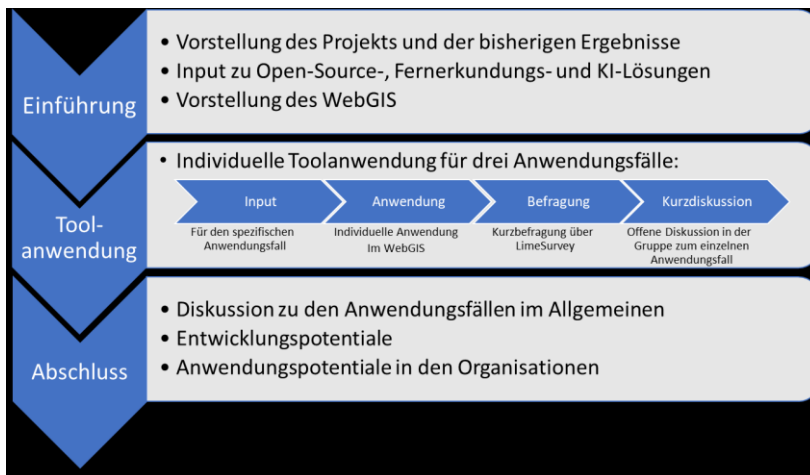 Einführung
• Vorstellung des Projekts und der bisherigen Ergebnisse
• Input zu Open-Source-, Fernerkundungs- und KI-Lösungen
• Vorstellung des WebGIS
Tool-
anwendung
• Individuelle Toolanwendung für drei Anwendungsfälle:
Input
Für den spezifischen
Anwendungsfall
Anwendung
Individuelle Anwendung
Im WebGIS
Befragung
Kurzbefragung über
LimeSurvey
Kurzdiskussion
Offene Diskussion in der
Gruppe zum einzelnen
Anwendungsfall
Abschluss
• Diskussion zu den Anwendungsfällen im Allgemeinen
• Entwicklungspotentiale
• Anwendungspotentiale in den Organisationen